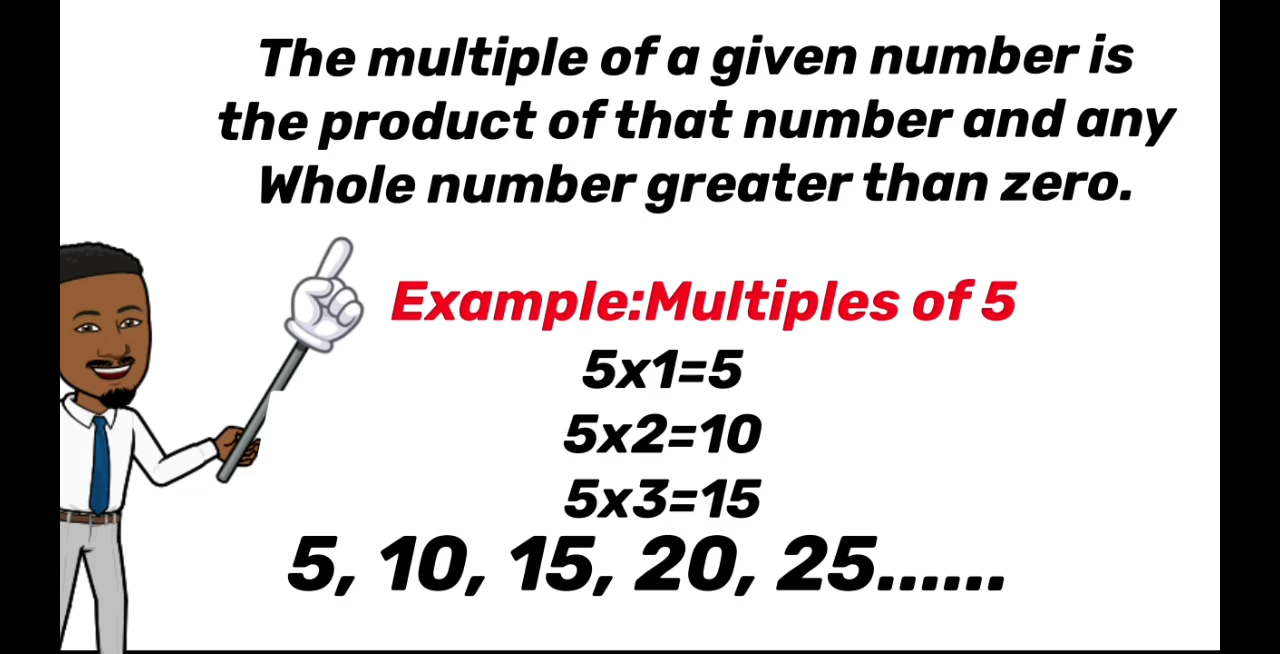 The multiple of a given number is
the product of that number and any
Whole number greater than zero.
Example:Multiples of 5
5x1=5
5x2=10
5x3=15
5, 10, 15, 20, 25......